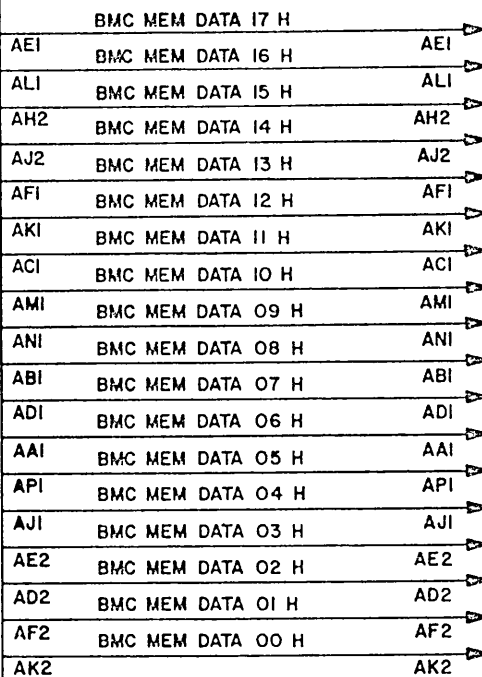 BMC MEM DATA 17 H
AE1 BMC MEM DATA 16 H AE1
AL1 BMC MEM DATA 15 H AL1
AH2 BMC MEM DATA 14 H AH2
AJ2 BMC MEM DATA 13 H AJ2
AF1 BMC MEM DATA 12 H AF1
AK1 BMC MEM DATA 11 H AK1
AC1 BMC MEM DATA 10 H AC1
AM1 BMC MEM DATA 09 H AM1
AN1 BMC MEM DATA 08 H AN1
AB1 BMC MEM DATA 07 H AB1
AD1 BMC MEM DATA 06 H AD1
AA1 BMC MEM DATA 05 H AA1
AP1 BMC MEM DATA 04 H AP1
AJ1 BMC MEM DATA 03 H AJ1
AE2 BMC MEM DATA 02 H AE2
AD2 BMC MEM DATA 01 H AD2
AF2 BMC MEM DATA 00 H AF2
AK2 AK2